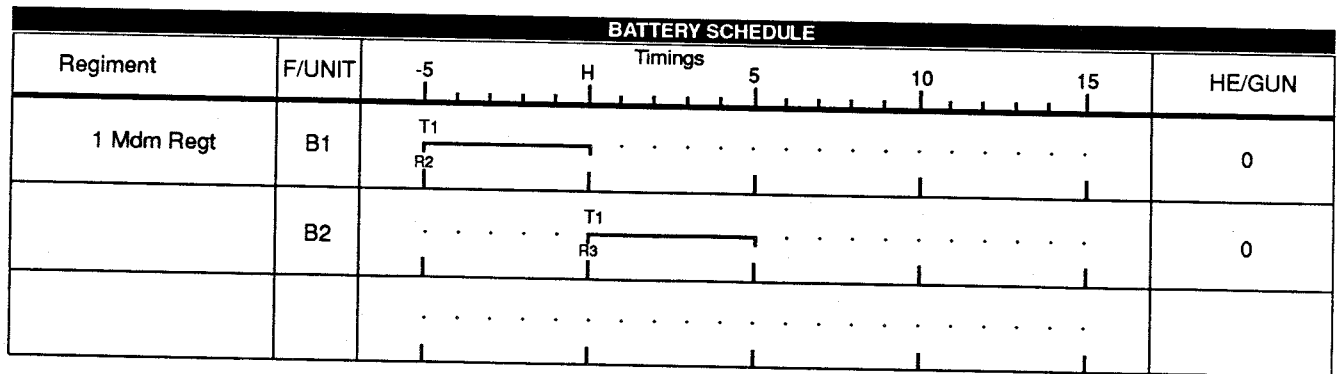 BATTERY SCHEDULE
Regiment F/UNIT Timings HE/GUN
-5 H 5 10 15
1 Mdm Regt B1 T1 0
R2
B2 T1 0
R3